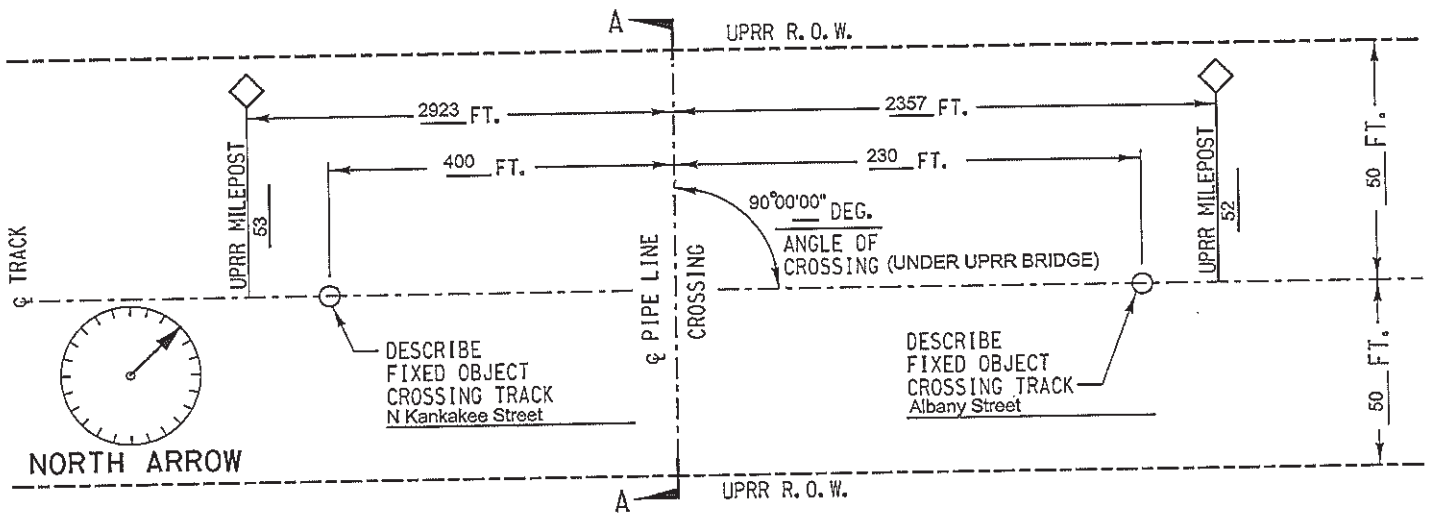 A
UPRR R.O.W.
2923 FT.
2357 FT.
400 FT.
230 FT.
50 FT.
UPRR MILEPOST
53
90°00'00" DEG.
ANGLE OF
CROSSING (UNDER UPRR BRIDGE)
UPRR MILEPOST
52
℄ TRACK
℄ PIPE LINE
CROSSING
DESCRIBE
FIXED OBJECT
CROSSING TRACK
N Kankakee Street
DESCRIBE
FIXED OBJECT
CROSSING TRACK
Albany Street
50 FT.
NORTH ARROW
A
UPRR R.O.W.